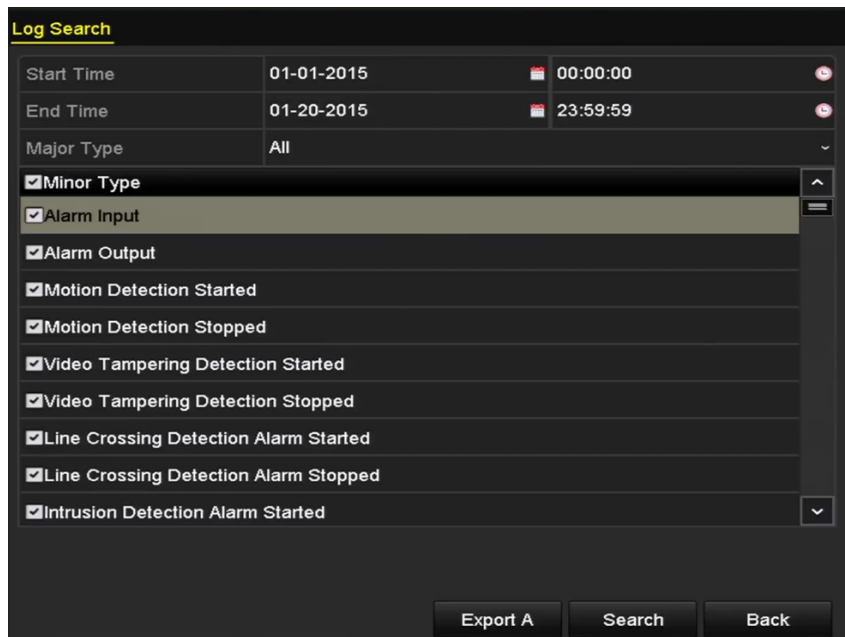 Log Search
Start Time 01-01-2015 00:00:00
End Time 01-20-2015 23:59:59
Major Type All
Minor Type
Alarm Input
Alarm Output
Motion Detection Started
Motion Detection Stopped
Video Tampering Detection Started
Video Tampering Detection Stopped
Line Crossing Detection Alarm Started
Line Crossing Detection Alarm Stopped
Intrusion Detection Alarm Started
Export A Search Back